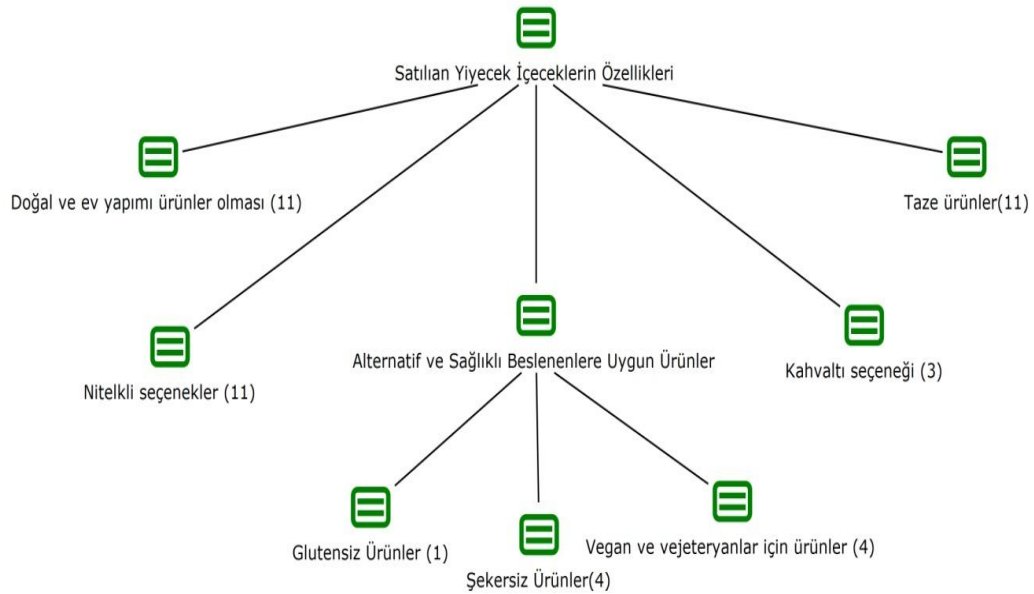 Satılıan Yiyecek İçeceklerin Özellikleri
Doğal ve ev yapımı ürünler olması (11)
Taze ürünler(11)
Nitelkli seçenekler (11)
Alternatif ve Sağlıklı Beslenenlere Uygun Ürünler
Kahvaltı seçeneği (3)
Glutensiz Ürünler (1)
Şekersiz Ürünler(4)
Vegan ve vejeteryanlar için ürünler (4)